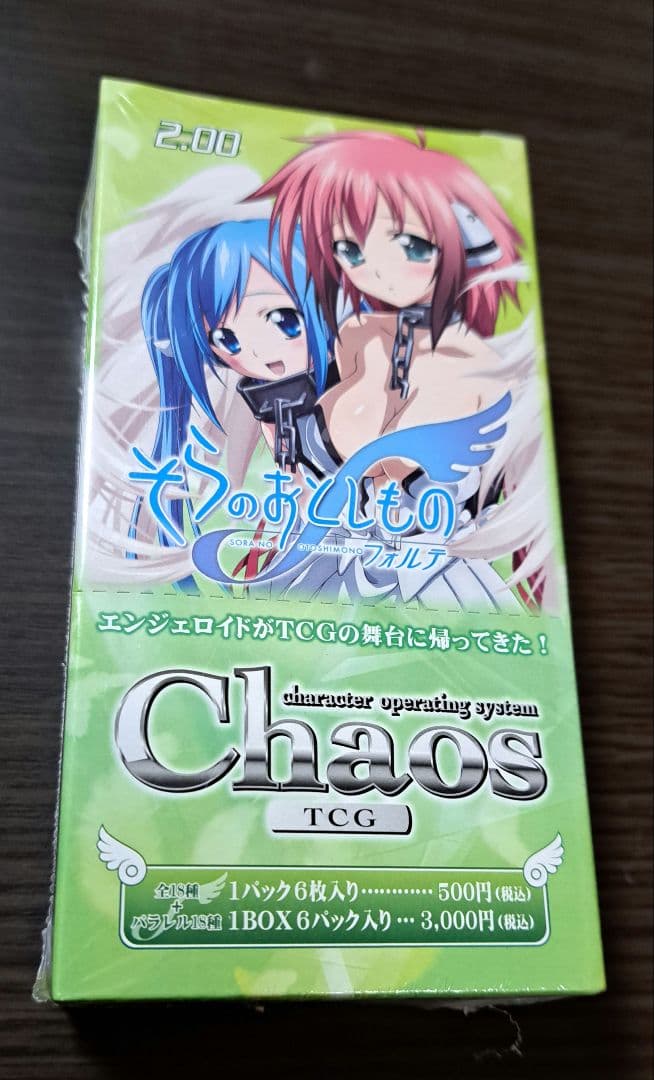 2.00
そらのおとしもの
SORA NO OTOSHIMONO フォルテ
エンジェロイドがTCGの舞台に帰ってきた！
character operating system
Chaos
TCG
全18種 1パック6枚入り………… 500円(税込)
+
パラレル18種 1BOX6パック入り… 3,000円(税込)